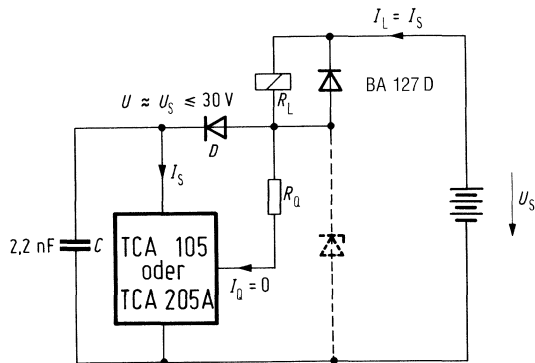 I_L = I_S
BA 127 D
R_L
U ≈ U_S ≤ 30 V
D
I_S
R_Q
U_S
2,2 nF
C
TCA 105
oder
TCA 205A
I_Q = 0